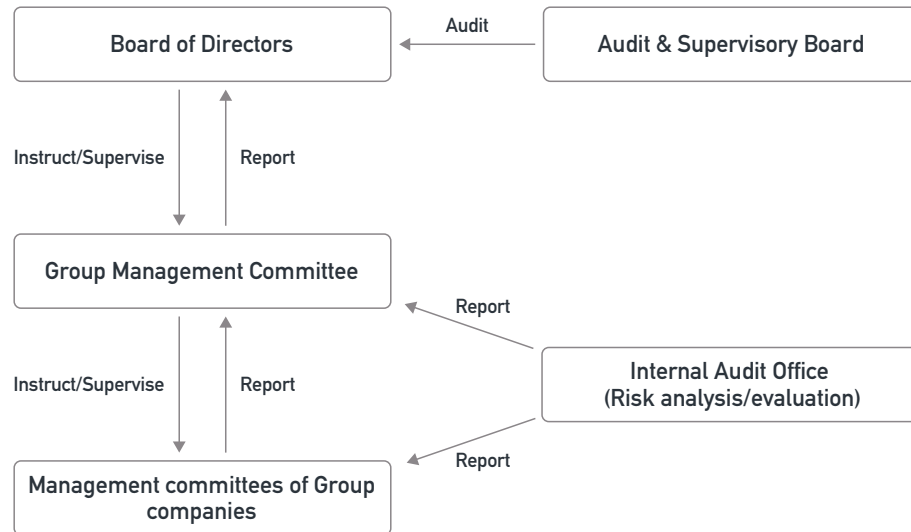 Board of Directors
Audit
Audit & Supervisory Board
Instruct/Supervise
Report
Group Management Committee
Report
Instruct/Supervise
Report
Internal Audit Office
(Risk analysis/evaluation)
Report
Management committees of Group
companies